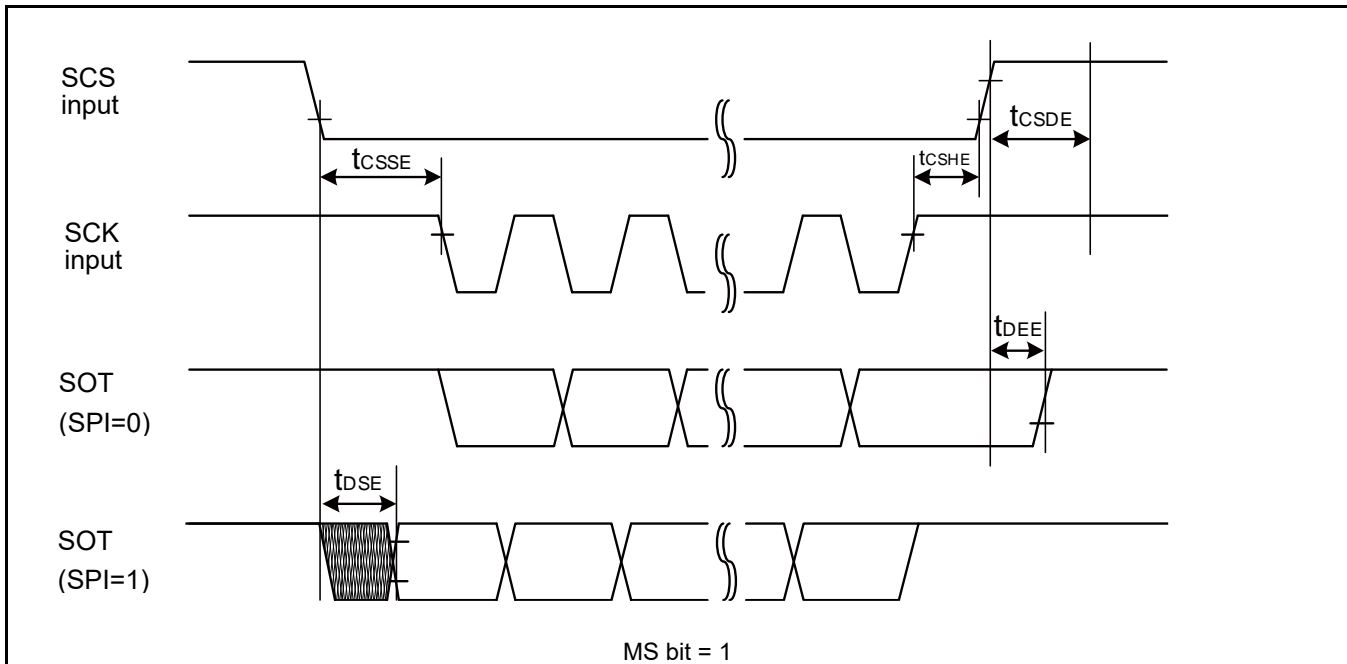 SCS
input
tCSDE
tCSSE
tCSHE
SCK
input
tDEE
SOT
(SPI=0)
tDSE
SOT
(SPI=1)
MS bit = 1